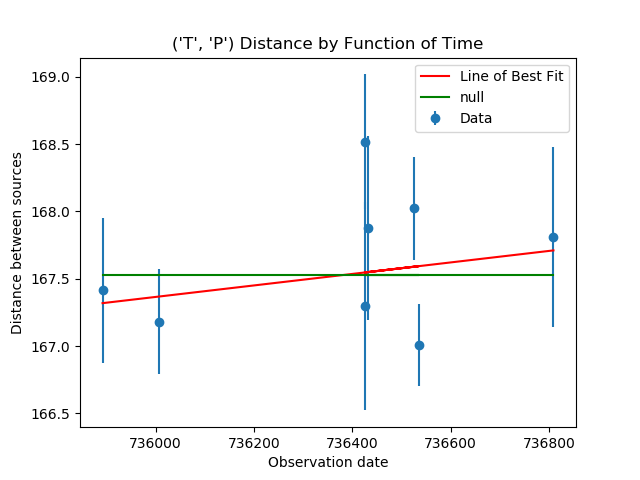 ('T', 'P') Distance by Function of Time
Line of Best Fit
null
Data
Distance between sources
169.0
168.5
168.0
167.5
167.0
166.5
736000 736200 736400 736600 736800
Observation date